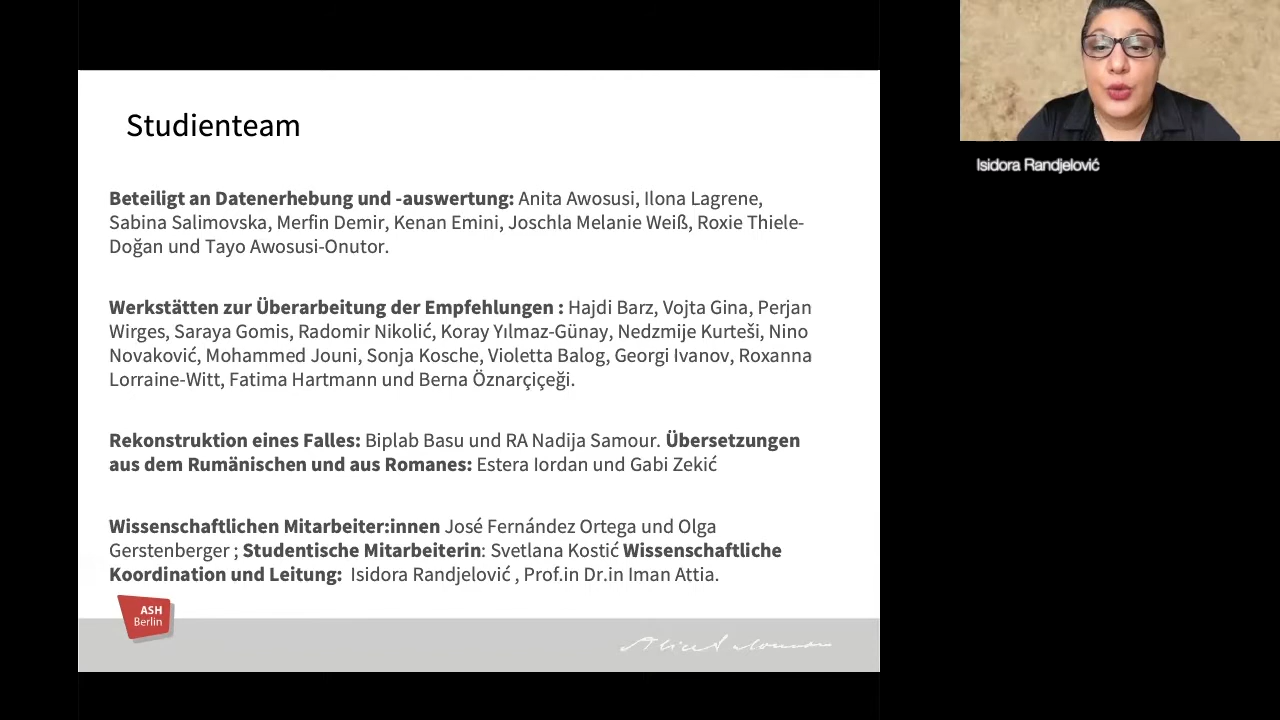 Studienteam
Beteiligt an Datenerhebung und -auswertung: Anita Awosusi, Ilona Lagrene,
Sabina Salimovska, Merfin Demir, Kenan Emini, Joschla Melanie Weiß, Roxie Thiele-
Doğan und Tayo Awosusi-Onutor.
Werkstätten zur Überarbeitung der Empfehlungen : Hajdi Barz, Vojta Gina, Perjan
Wirges, Saraya Gomis, Radomir Nikolić, Koray Yılmaz-Günay, Nedzmije Kurteši, Nino
Novaković, Mohammed Jouni, Sonja Kosche, Violetta Balog, Georgi Ivanov, Roxanna
Lorraine-Witt, Fatima Hartmann und Berna Öznarçiçeği.
Rekonstruktion eines Falles: Biplab Basu und RA Nadija Samour. Übersetzungen
aus dem Rumänischen und aus Romanes: Estera Iordan und Gabi Zekić
Wissenschaftlichen Mitarbeiter:innen José Fernández Ortega und Olga
Gerstenberger ; Studentische Mitarbeiterin: Svetlana Kostić Wissenschaftliche
Koordination und Leitung: Isidora Randjelović , Prof.in Dr.in Iman Attia.
ASH
Berlin
Alice Salomon
Isidora Randjelović